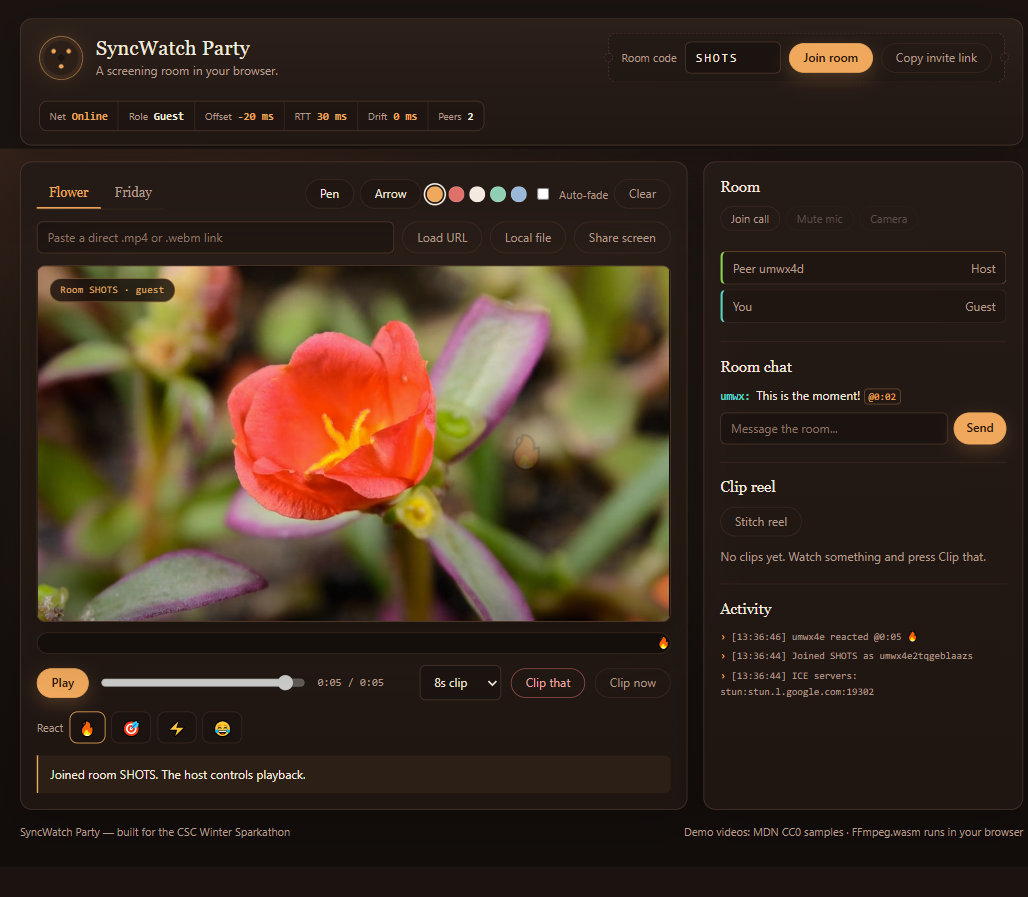 SyncWatch Party
A screening room in your browser.
Room code SHOTS Join room Copy invite link
Net Online Role Guest Offset -20 ms RTT 30 ms Drift 0 ms Peers 2
Flower Friday Pen Arrow Auto-fade Clear
Paste a direct .mp4 or .webm link Load URL Local file Share screen
Room SHOTS · guest
Play 0:05 / 0:05 8s clip Clip that Clip now
React
Joined room SHOTS. The host controls playback.
Room
Join call Mute mic Camera
Peer umwx4d Host
You Guest
Room chat
umwx: This is the moment! @0:02
Message the room... Send
Clip reel
Stitch reel
No clips yet. Watch something and press Clip that.
Activity
› [13:36:46] umwx4e reacted @0:05 🔥
› [13:36:44] Joined SHOTS as umwx4e2tqgeblaazs
› [13:36:44] ICE servers:
stun:stun.l.google.com:19302
SyncWatch Party — built for the CSC Winter Sparkathon
Demo videos: MDN CC0 samples · FFmpeg.wasm runs in your browser